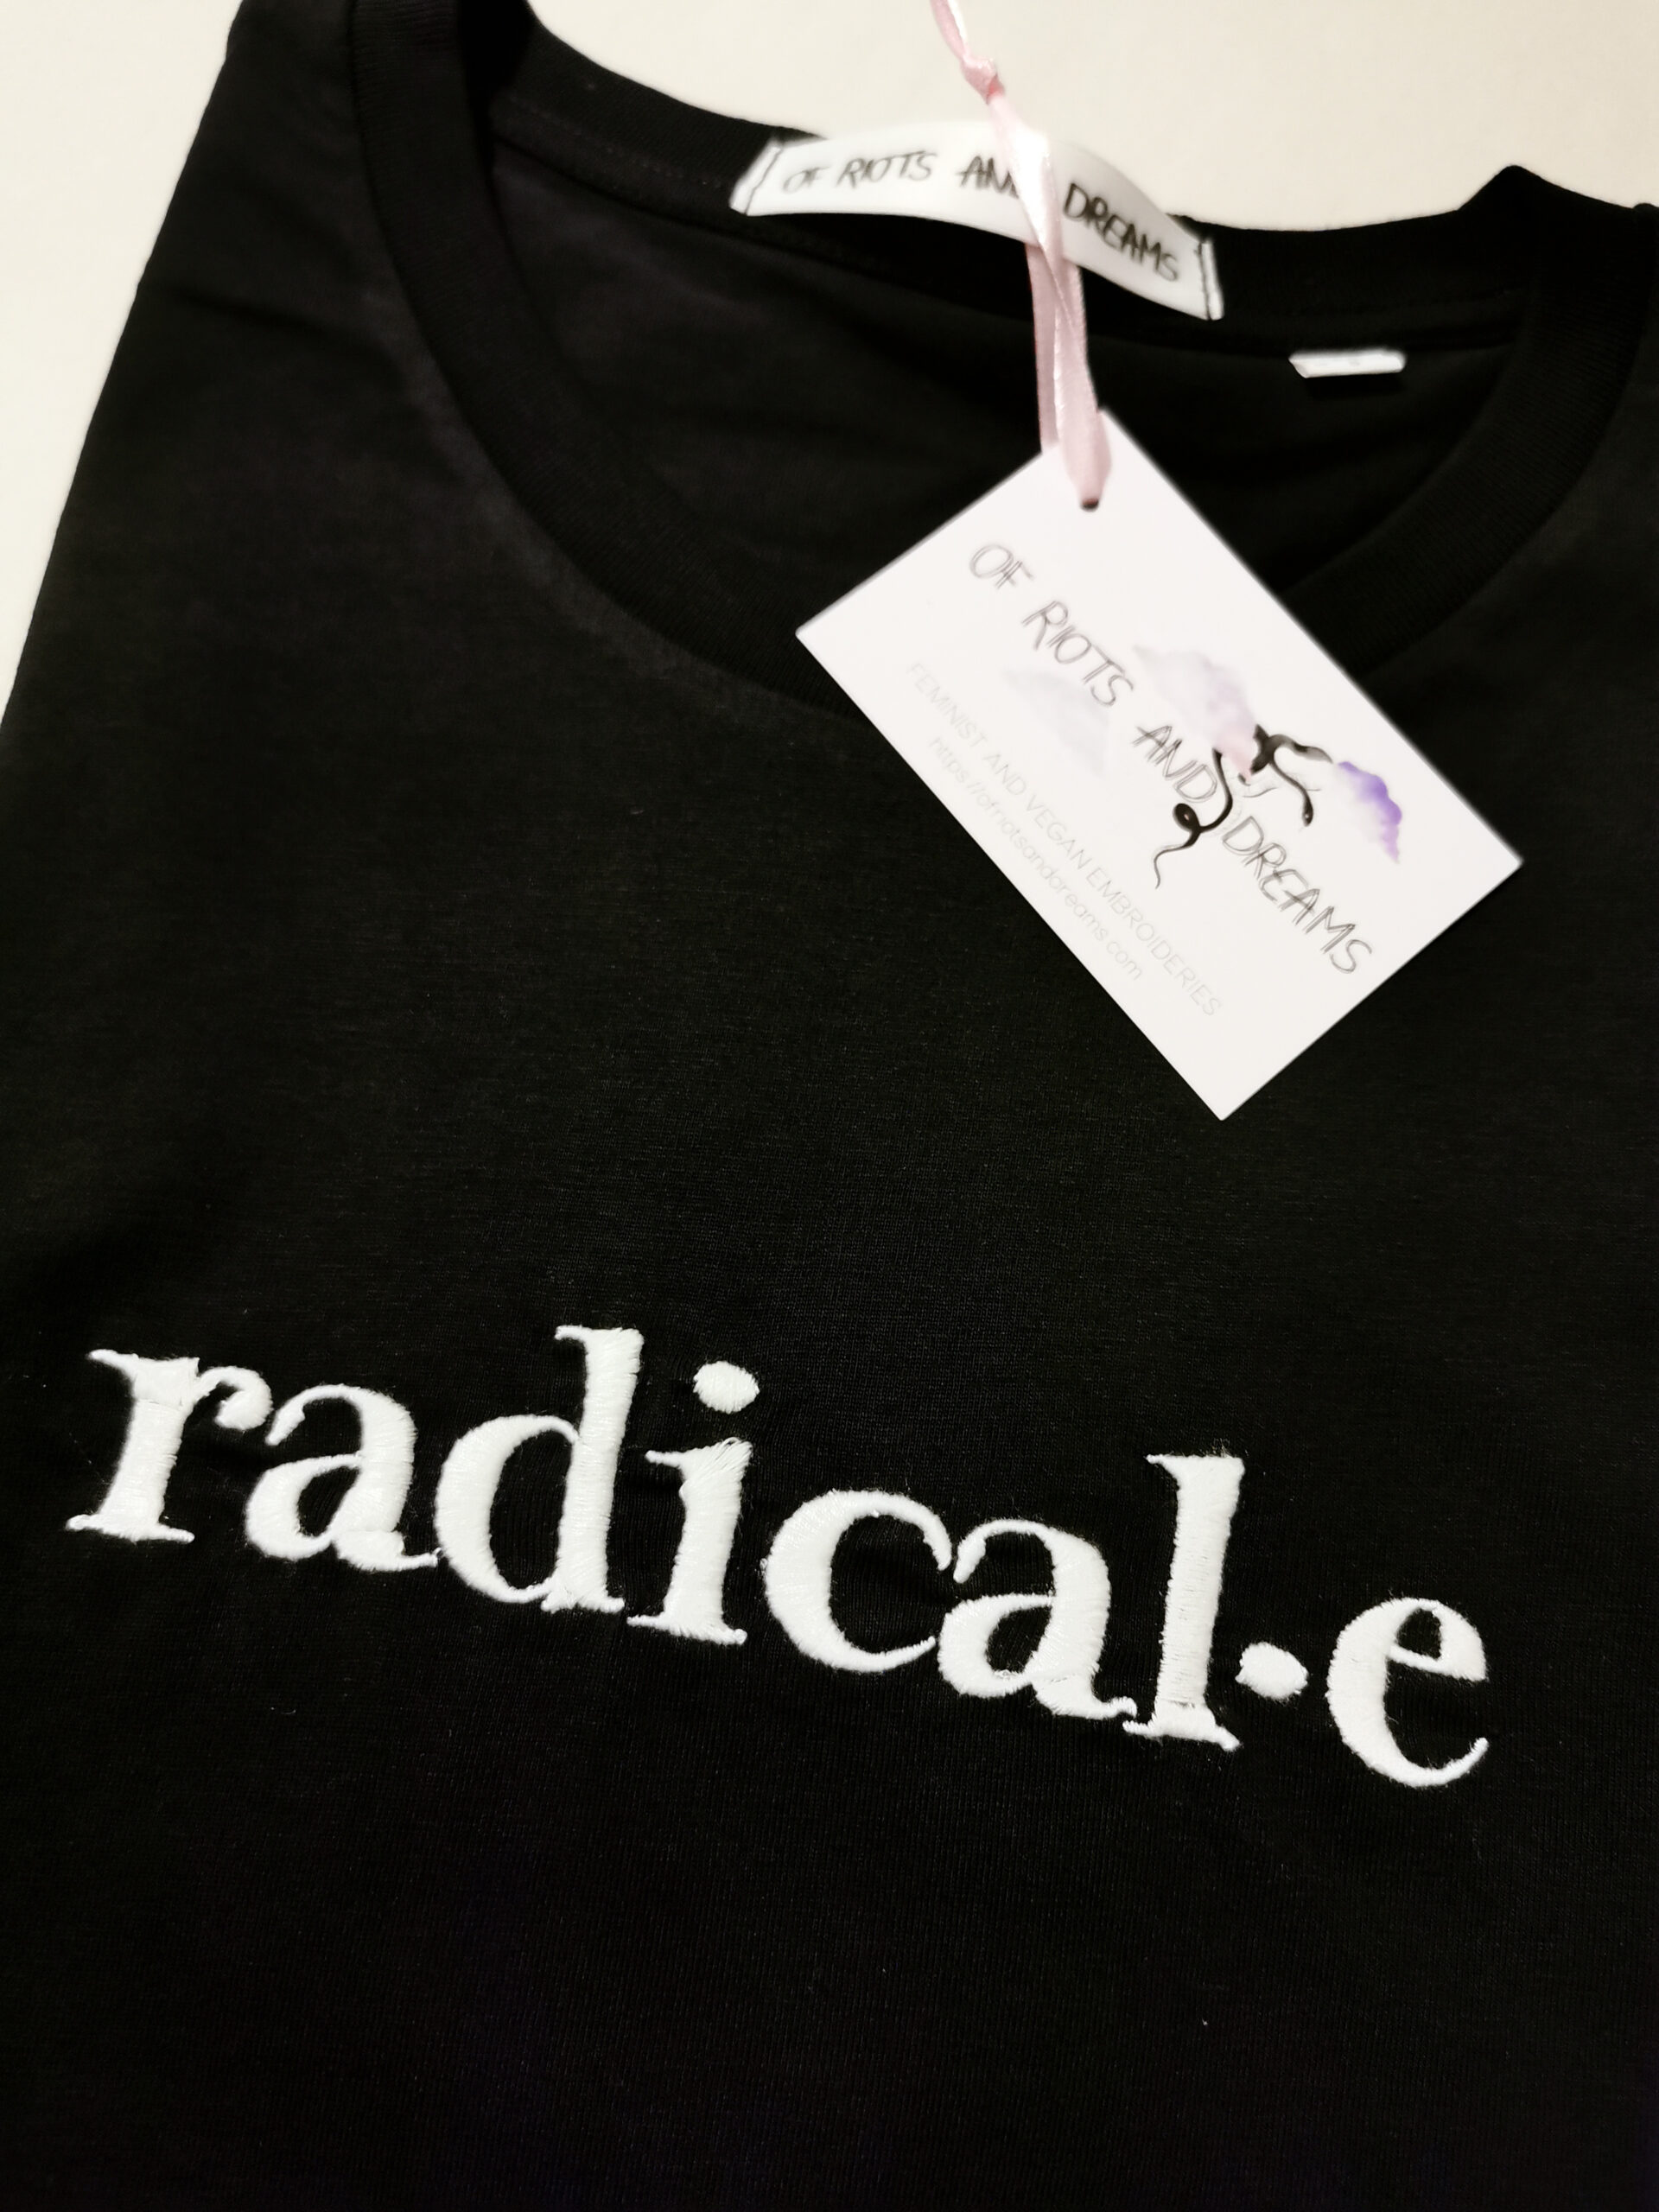 OF RIOTS AND DREAMS
OF RIOTS AND DREAMS
FEMINIST AND VEGAN EMBROIDERIES
https://ofriotsanddreams.com
radical·e